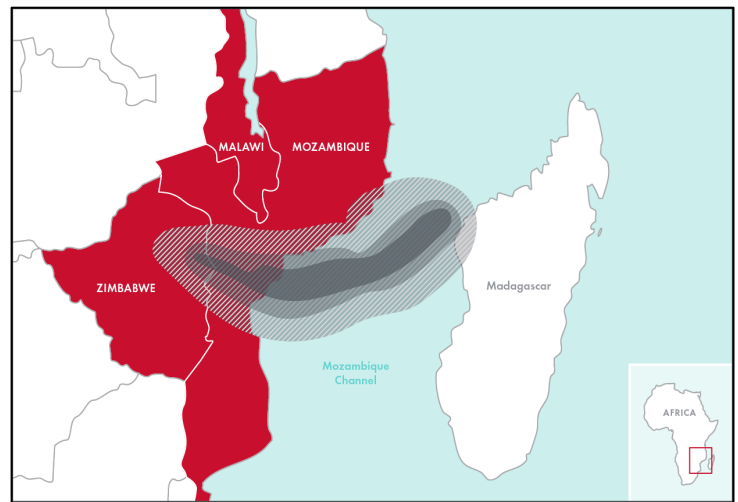 MALAWI
MOZAMBIQUE
ZIMBABWE
Madagascar
Mozambique
Channel
AFRICA